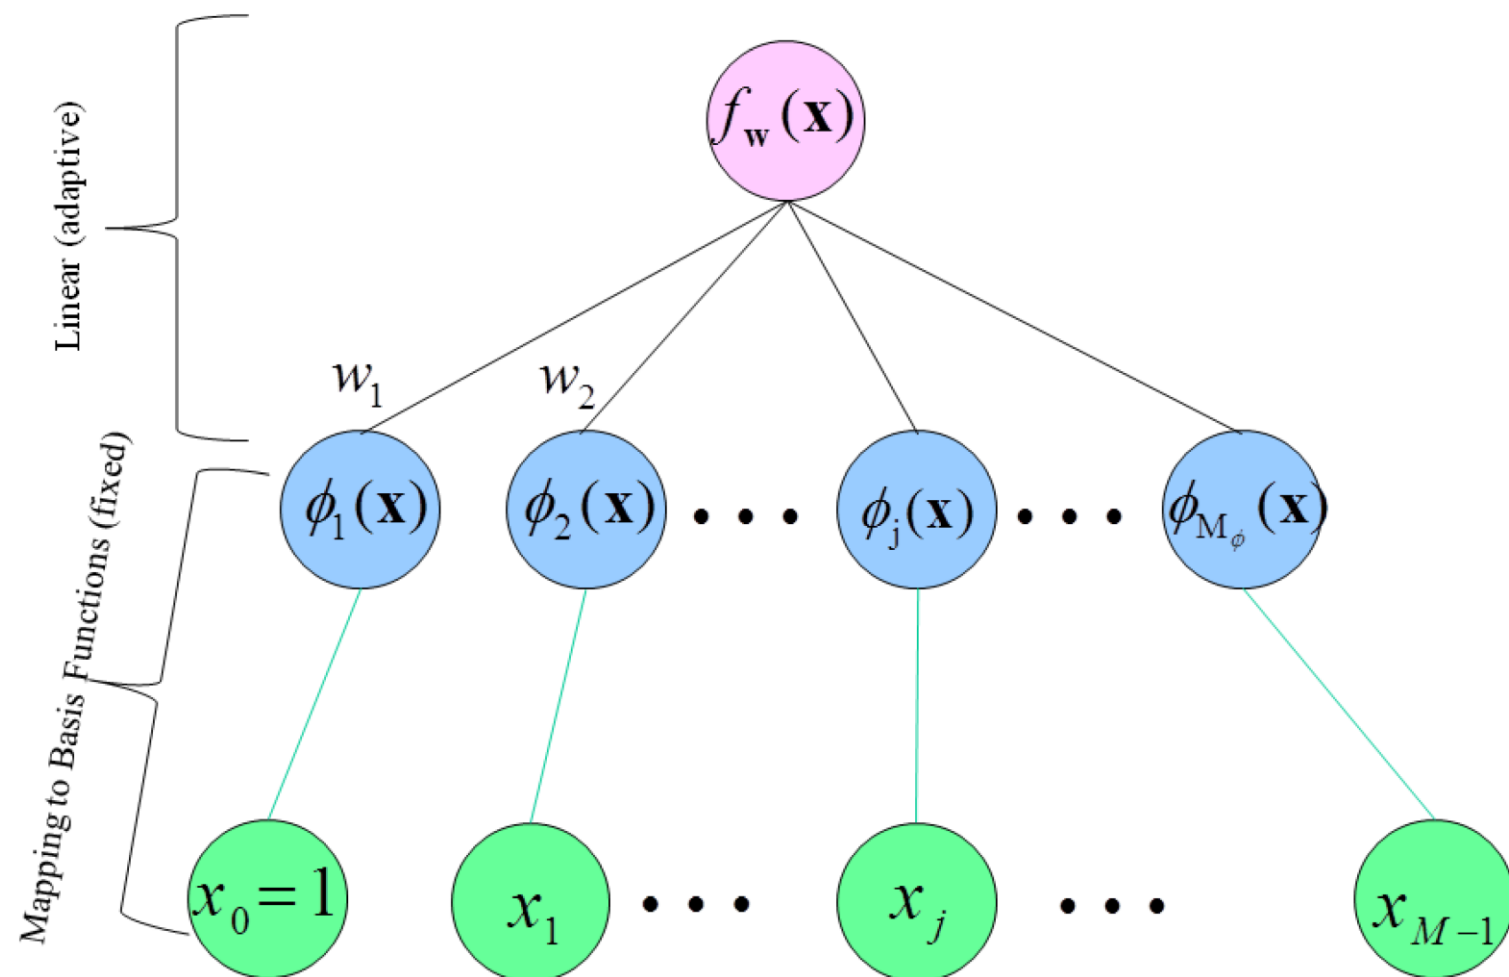 Linear (adaptive)
f_w(x)
w_1 w_2
Mapping to Basis Functions (fixed)
ϕ_1(x) ϕ_2(x) • • • ϕ_j(x) • • • ϕ_{M_ϕ}(x)
x_0 = 1 x_1 • • • x_j • • • x_{M-1}